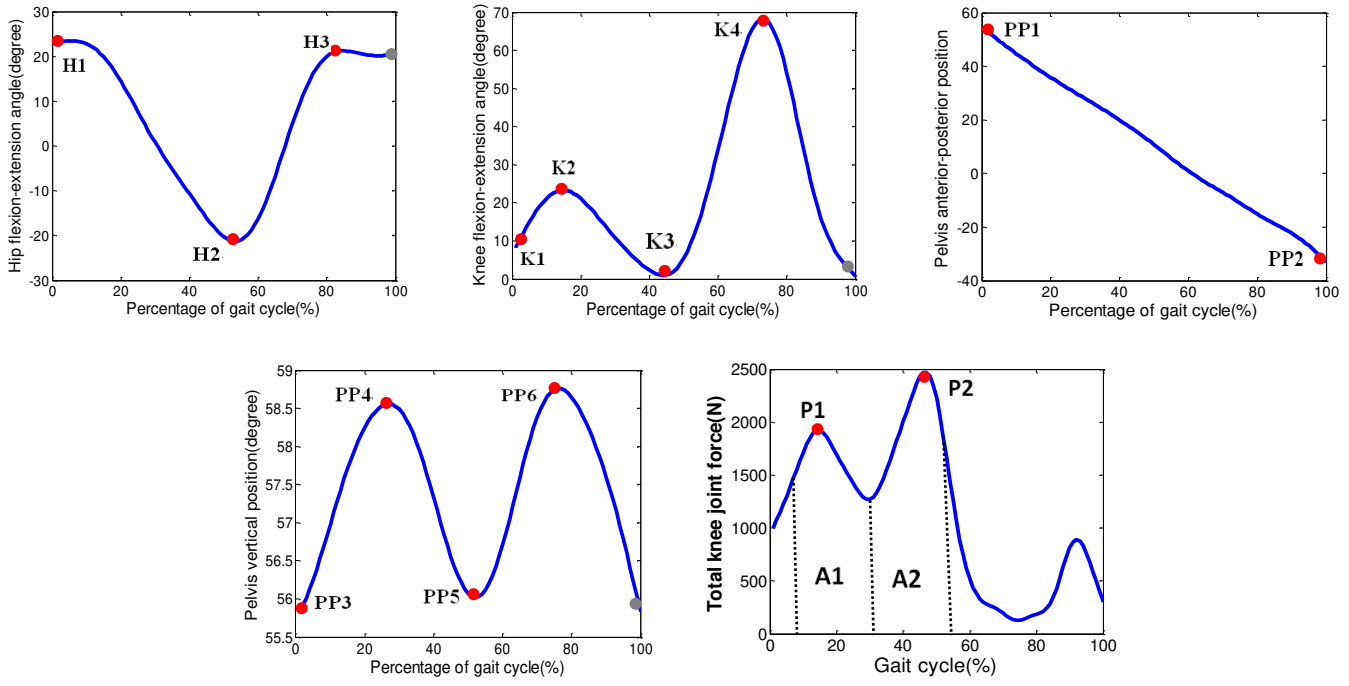 Hip flexion-extension angle(degree)
30
20
10
0
-10
-20
-30
H1
H2
H3
0 20 40 60 80 100
Percentage of gait cycle(%)
Knee flexion-extension angle(degree)
70
60
50
40
30
20
10
0
K1
K2
K3
K4
0 20 40 60 80 100
Percentage of gait cycle(%)
Pelvis anterior-posterior position
60
40
20
0
-20
-40
PP1
PP2
0 20 40 60 80 100
Percentage of gait cycle(%)
Pelvis vertical position(degree)
59
58.5
58
57.5
57
56.5
56
55.5
PP3
PP4
PP5
PP6
0 20 40 60 80 100
Percentage of gait cycle(%)
Total knee joint force(N)
2500
2000
1500
1000
500
0
P1
P2
A1
A2
0 20 40 60 80 100
Gait cycle(%)